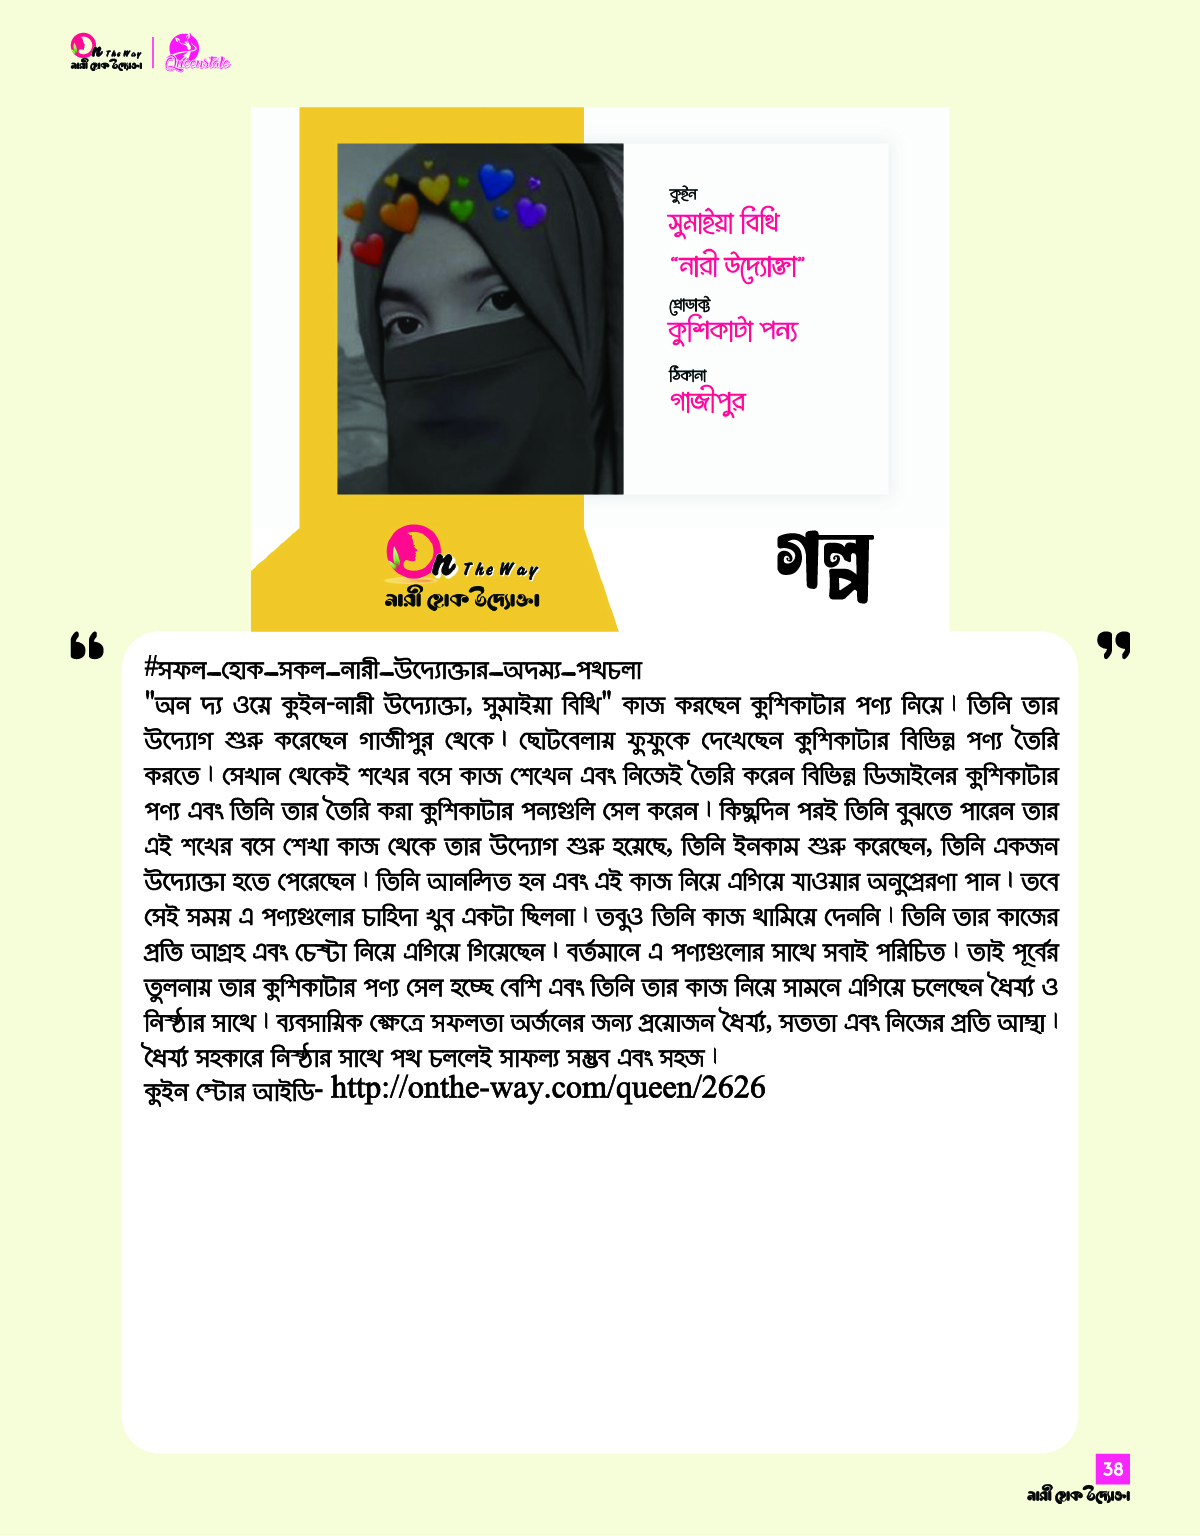 On The Way
নারী হোক উদ্যোক্তা
Queenstale
কুইন
সুমাইয়া বিথি
“নারী উদ্যোক্তা”
প্রোডাক্ট
কুশিকাটা পন্য
ঠিকানা
গাজীপুর
On The Way
নারী হোক উদ্যোক্তা
গল্প
“
”
#সফল_হোক_সকল_নারী_উদ্যোক্তার_অদম্য_পথচলা
"অন দ্য ওয়ে কুইন-নারী উদ্যোক্তা, সুমাইয়া বিথি" কাজ করছেন কুশিকাটার পণ্য নিয়ে। তিনি তার
উদ্যোগ শুরু করেছেন গাজীপুর থেকে। ছোটবেলায় ফুফুকে দেখেছেন কুশিকাটার বিভিন্ন পণ্য তৈরি
করতে। সেখান থেকেই শখের বসে কাজ শেখেন এবং নিজেই তৈরি করেন বিভিন্ন ডিজাইনের কুশিকাটার
পণ্য এবং তিনি তার তৈরি করা কুশিকাটার পন্যগুলি সেল করেন। কিছুদিন পরই তিনি বুঝতে পারেন তার
এই শখের বসে শেখা কাজ থেকে তার উদ্যোগ শুরু হয়েছে, তিনি ইনকাম শুরু করেছেন, তিনি একজন
উদ্যোক্তা হতে পেরেছেন। তিনি আনন্দিত হন এবং এই কাজ নিয়ে এগিয়ে যাওয়ার অনুপ্রেরণা পান। তবে
সেই সময় এ পণ্যগুলোর চাহিদা খুব একটা ছিলনা। তবুও তিনি কাজ থামিয়ে দেননি। তিনি তার কাজের
প্রতি আগ্রহ এবং চেস্টা নিয়ে এগিয়ে গিয়েছেন। বর্তমানে এ পণ্যগুলোর সাথে সবাই পরিচিত। তাই পূর্বের
তুলনায় তার কুশিকাটার পণ্য সেল হচ্ছে বেশি এবং তিনি তার কাজ নিয়ে সামনে এগিয়ে চলেছেন ধৈর্য্য ও
নিষ্ঠার সাথে। ব্যবসায়িক ক্ষেত্রে সফলতা অর্জনের জন্য প্রয়োজন ধৈর্য্য, সততা এবং নিজের প্রতি আস্থা।
ধৈর্য্য সহকারে নিষ্ঠার সাথে পথ চললেই সাফল্য সম্ভব এবং সহজ।
কুইন স্টোর আইডি- http://onthe-way.com/queen/2626
38
নারী হোক উদ্যোক্তা